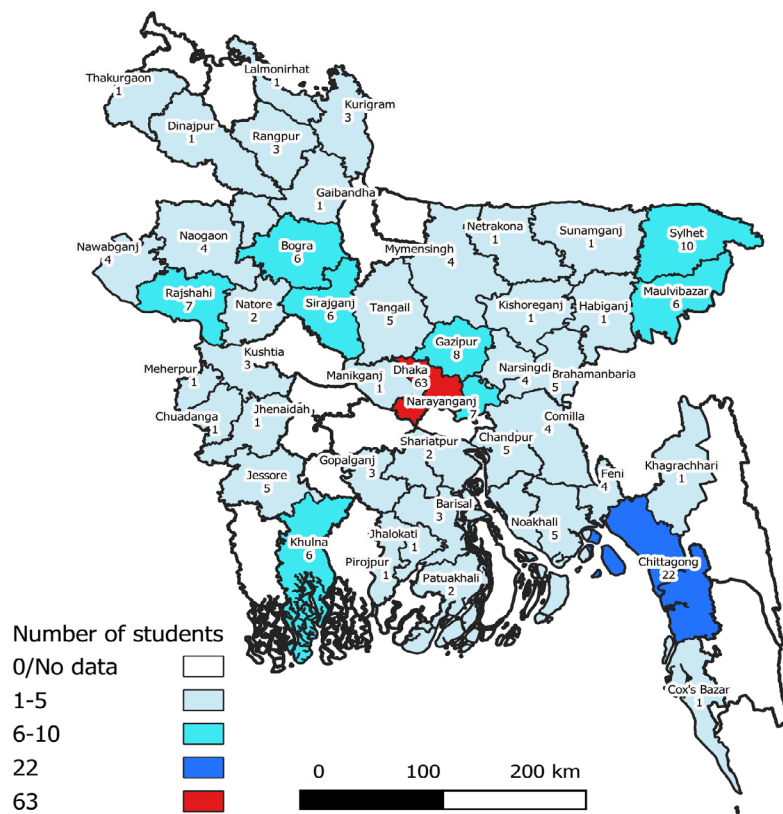 Lalmonirhat
1
Thakurgaon
1
Kurigram
3
Dinajpur
1
Rangpur
3
Gaibandha
1
Naogaon
4
Nawabganj
4
Bogra
6
Mymensingh
4
Netrakona
1
Sunamganj
1
Sylhet
10
Rajshahi
7
Natore
2
Sirajganj
6
Tangail
5
Kishoreganj
1
Habiganj
1
Maulvibazar
6
Gazipur
8
Kushtia
3
Meherpur
1
Manikganj
1
Dhaka
63
Narsingdi
4
Brahamanbaria
5
Narayanganj
7
Chuadanga
1
Jhenaidah
1
Comilla
4
Shariatpur
2
Chandpur
5
Gopalganj
3
Jessore
5
Feni
4
Khagrachhari
1
Barisal
3
Noakhali
5
Khulna
6
Jhalokati
1
Pirojpur
1
Patuakhali
2
Chittagong
22
Cox's Bazar
1
Number of students
0/No data
1-5
6-10
22
63
0 100 200 km